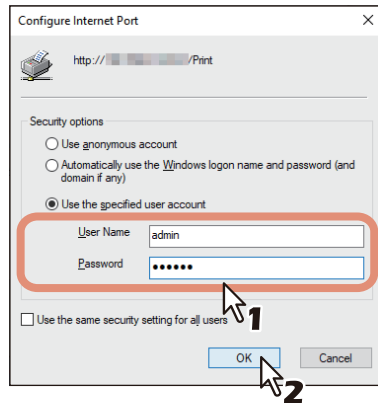 Configure Internet Port
http:// /Print
Security options
Use anonymous account
Automatically use the Windows logon name and password (and
domain if any)
Use the specified user account
User Name admin
Password ••••••
1
Use the same security setting for all users
OK Cancel
2